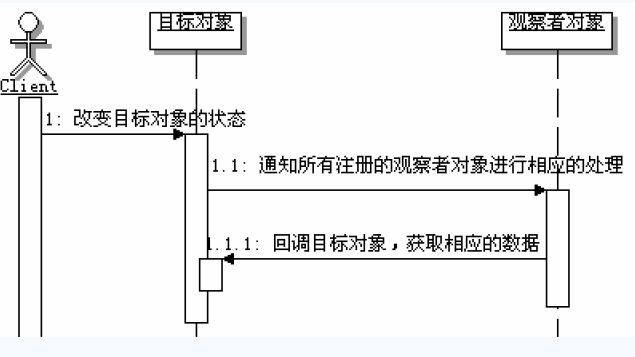 目标对象
观察者对象
Client
1: 改变目标对象的状态
1.1: 通知所有注册的观察者对象进行相应的处理
1.1.1: 回调目标对象，获取相应的数据